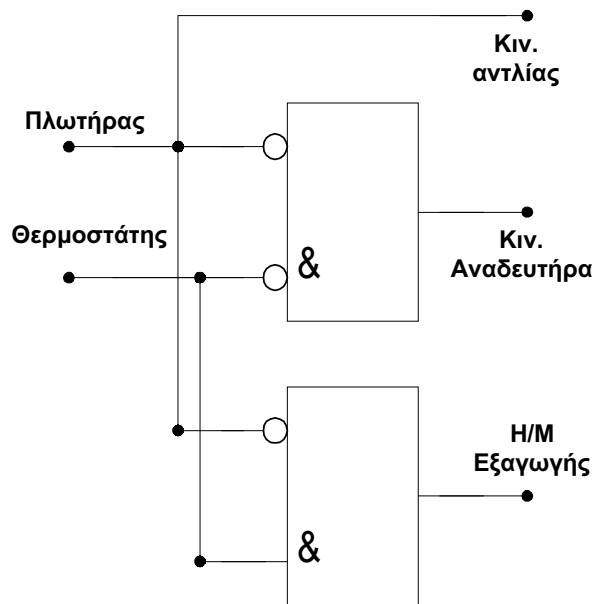 Κιν.
αντλίας
Πλωτήρας
Θερμοστάτης
&
Κιν.
Αναδευτήρα
Η/Μ
Εξαγωγής
&